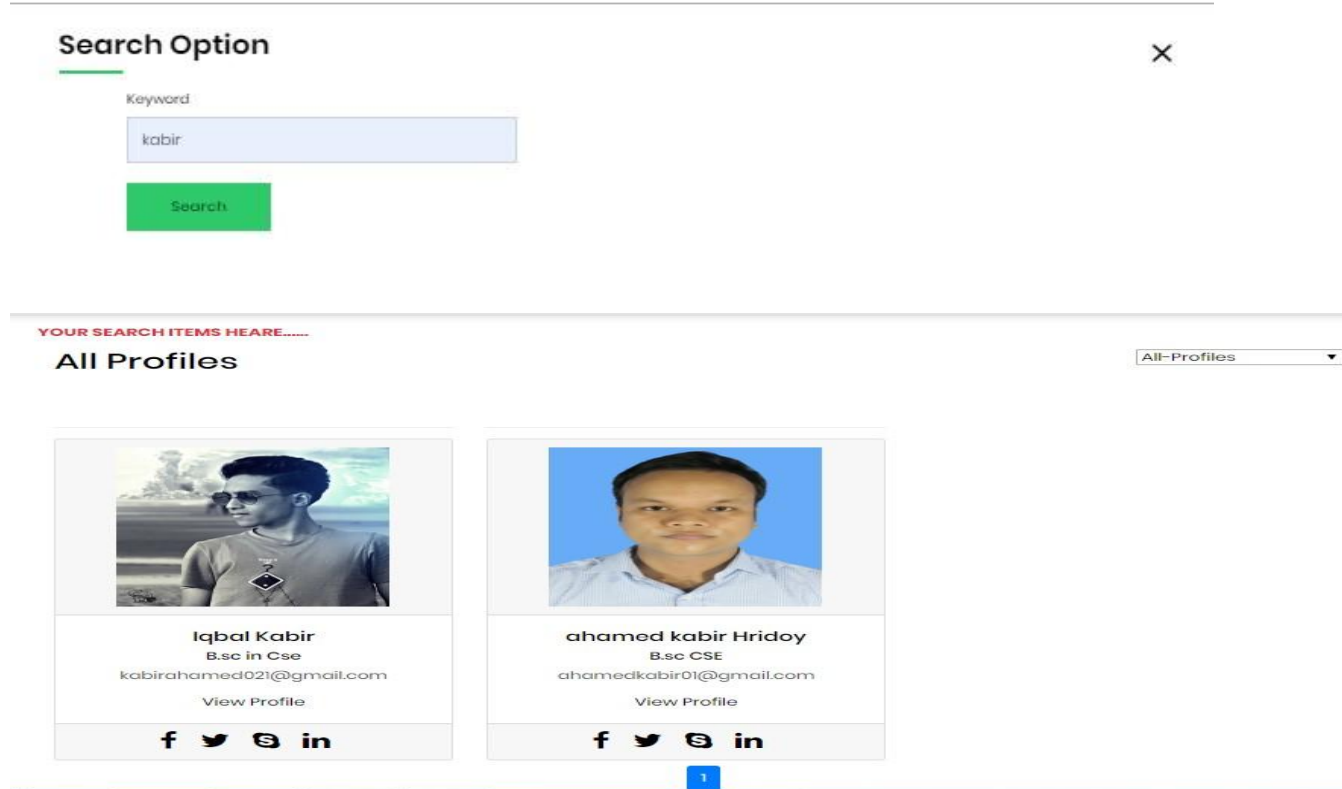 Search Option
Keyword
kabir
Search
YOUR SEARCH ITEMS HEARE......
All Profiles
All-Profiles
Iqbal Kabir
B.sc in Cse
kabirahamed021@gmail.com
View Profile
ahamed kabir Hridoy
B.sc CSE
ahamedkabir01@gmail.com
View Profile
1